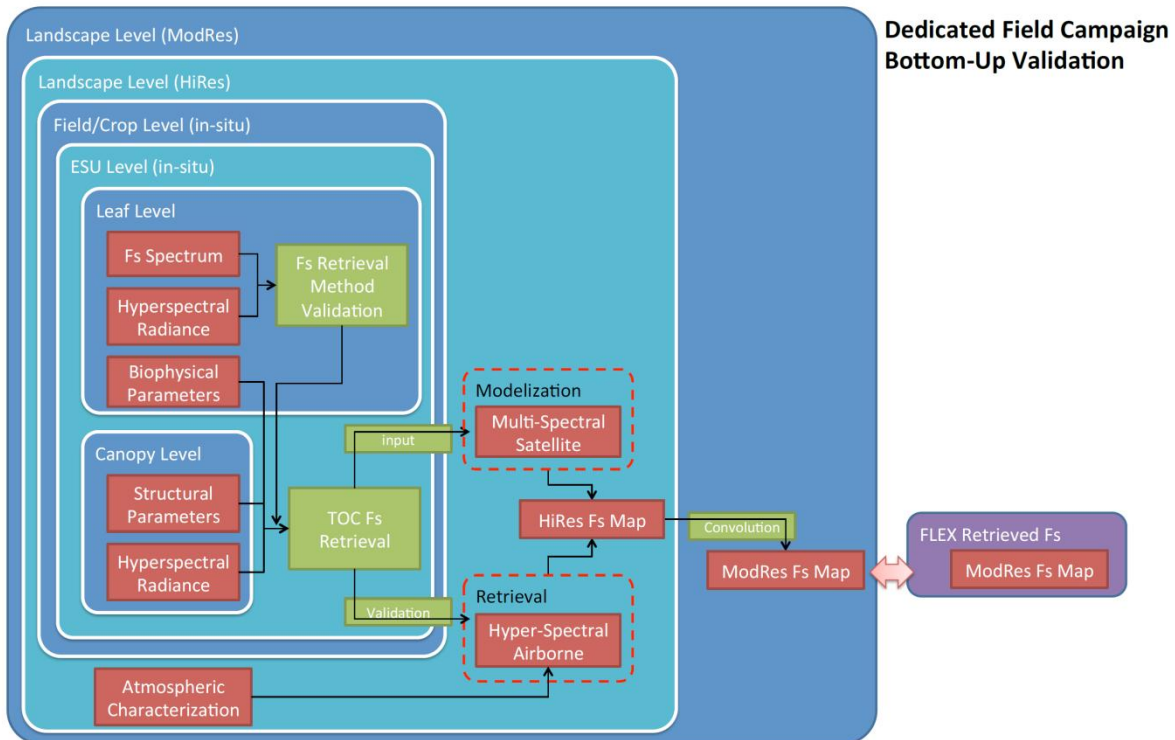 Dedicated Field Campaign
Bottom-Up Validation
Landscape Level (ModRes)
Landscape Level (HiRes)
Field/Crop Level (in-situ)
ESU Level (in-situ)
Leaf Level
Fs Spectrum
Hyperspectral
Radiance
Biophysical
Parameters
Fs Retrieval
Method
Validation
Canopy Level
Structural
Parameters
Hyperspectral
Radiance
TOC Fs
Retrieval
input
Validation
Modelization
Multi-Spectral
Satellite
HiRes Fs Map
Retrieval
Hyper-Spectral
Airborne
Atmospheric
Characterization
Convolution
ModRes Fs Map
FLEX Retrieved Fs
ModRes Fs Map